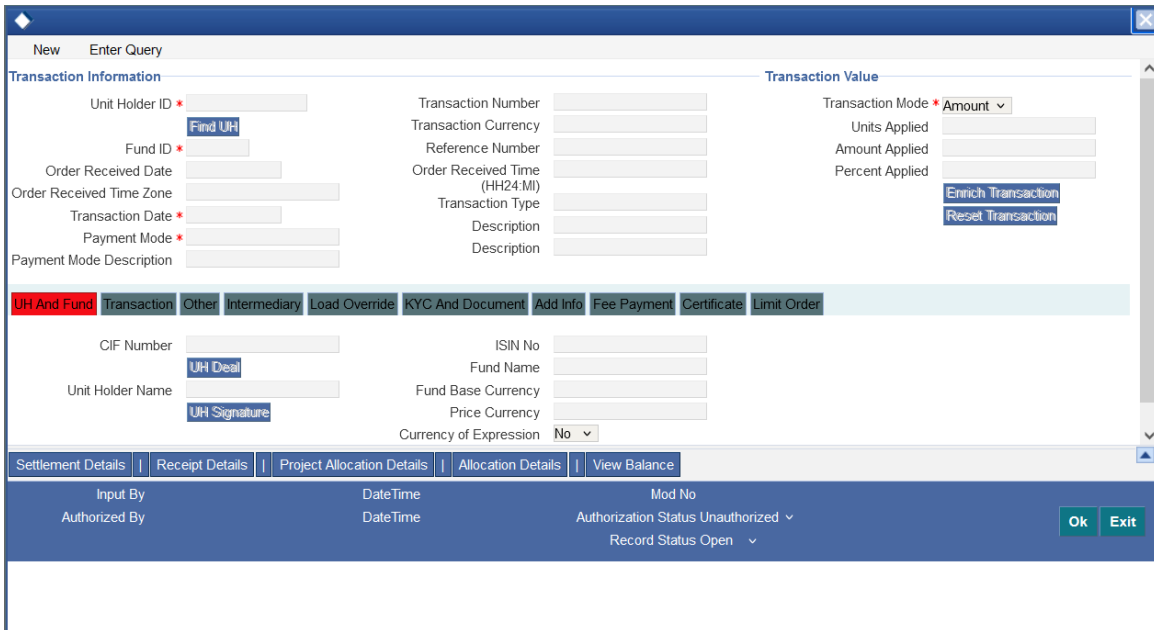 New Enter Query
Transaction Information
Unit Holder ID *
Find UH
Fund ID *
Order Received Date
Order Received Time Zone
Transaction Date *
Payment Mode *
Payment Mode Description
Transaction Number
Transaction Currency
Reference Number
Order Received Time
(HH24:MI)
Transaction Type
Description
Description
Transaction Value
Transaction Mode * Amount
Units Applied
Amount Applied
Percent Applied
Enrich Transaction
Reset Transaction
UH And Fund Transaction Other Intermediary Load Override KYC And Document Add Info Fee Payment Certificate Limit Order
CIF Number
UH Deal
Unit Holder Name
UH Signature
ISIN No
Fund Name
Fund Base Currency
Price Currency
Currency of Expression No
Settlement Details | Receipt Details | Project Allocation Details | Allocation Details | View Balance
Input By DateTime Mod No
Authorized By DateTime Authorization Status Unauthorized
Record Status Open
Ok Exit